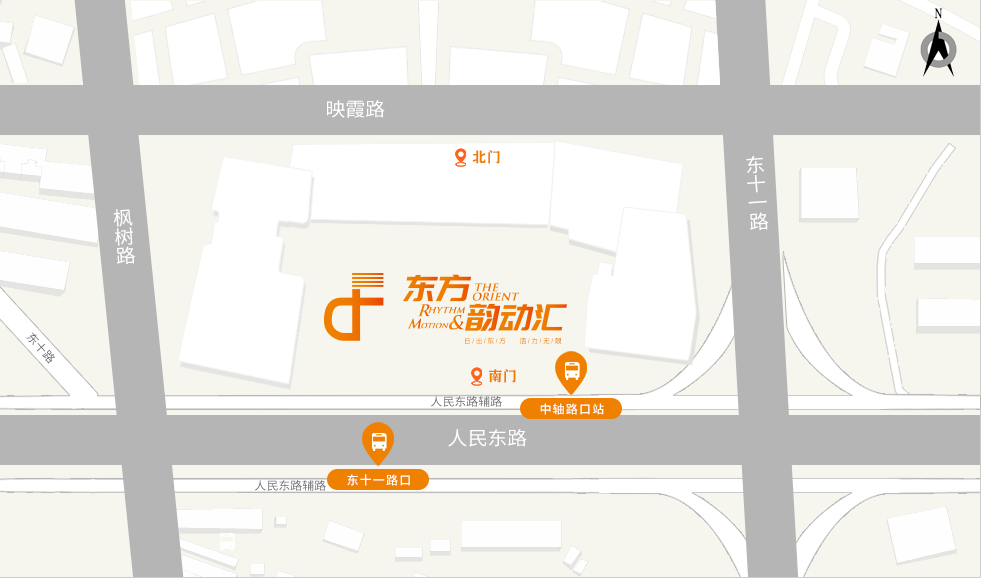 N
映霞路
北门
东十一路
枫树路
东方
THE
ORIENT
RHYTHM
MOTION&
韵动汇
日/出/东/方 活/力/无/限
东十路
南门
人民东路辅路
中轴路口站
人民东路
东十一路口
人民东路辅路